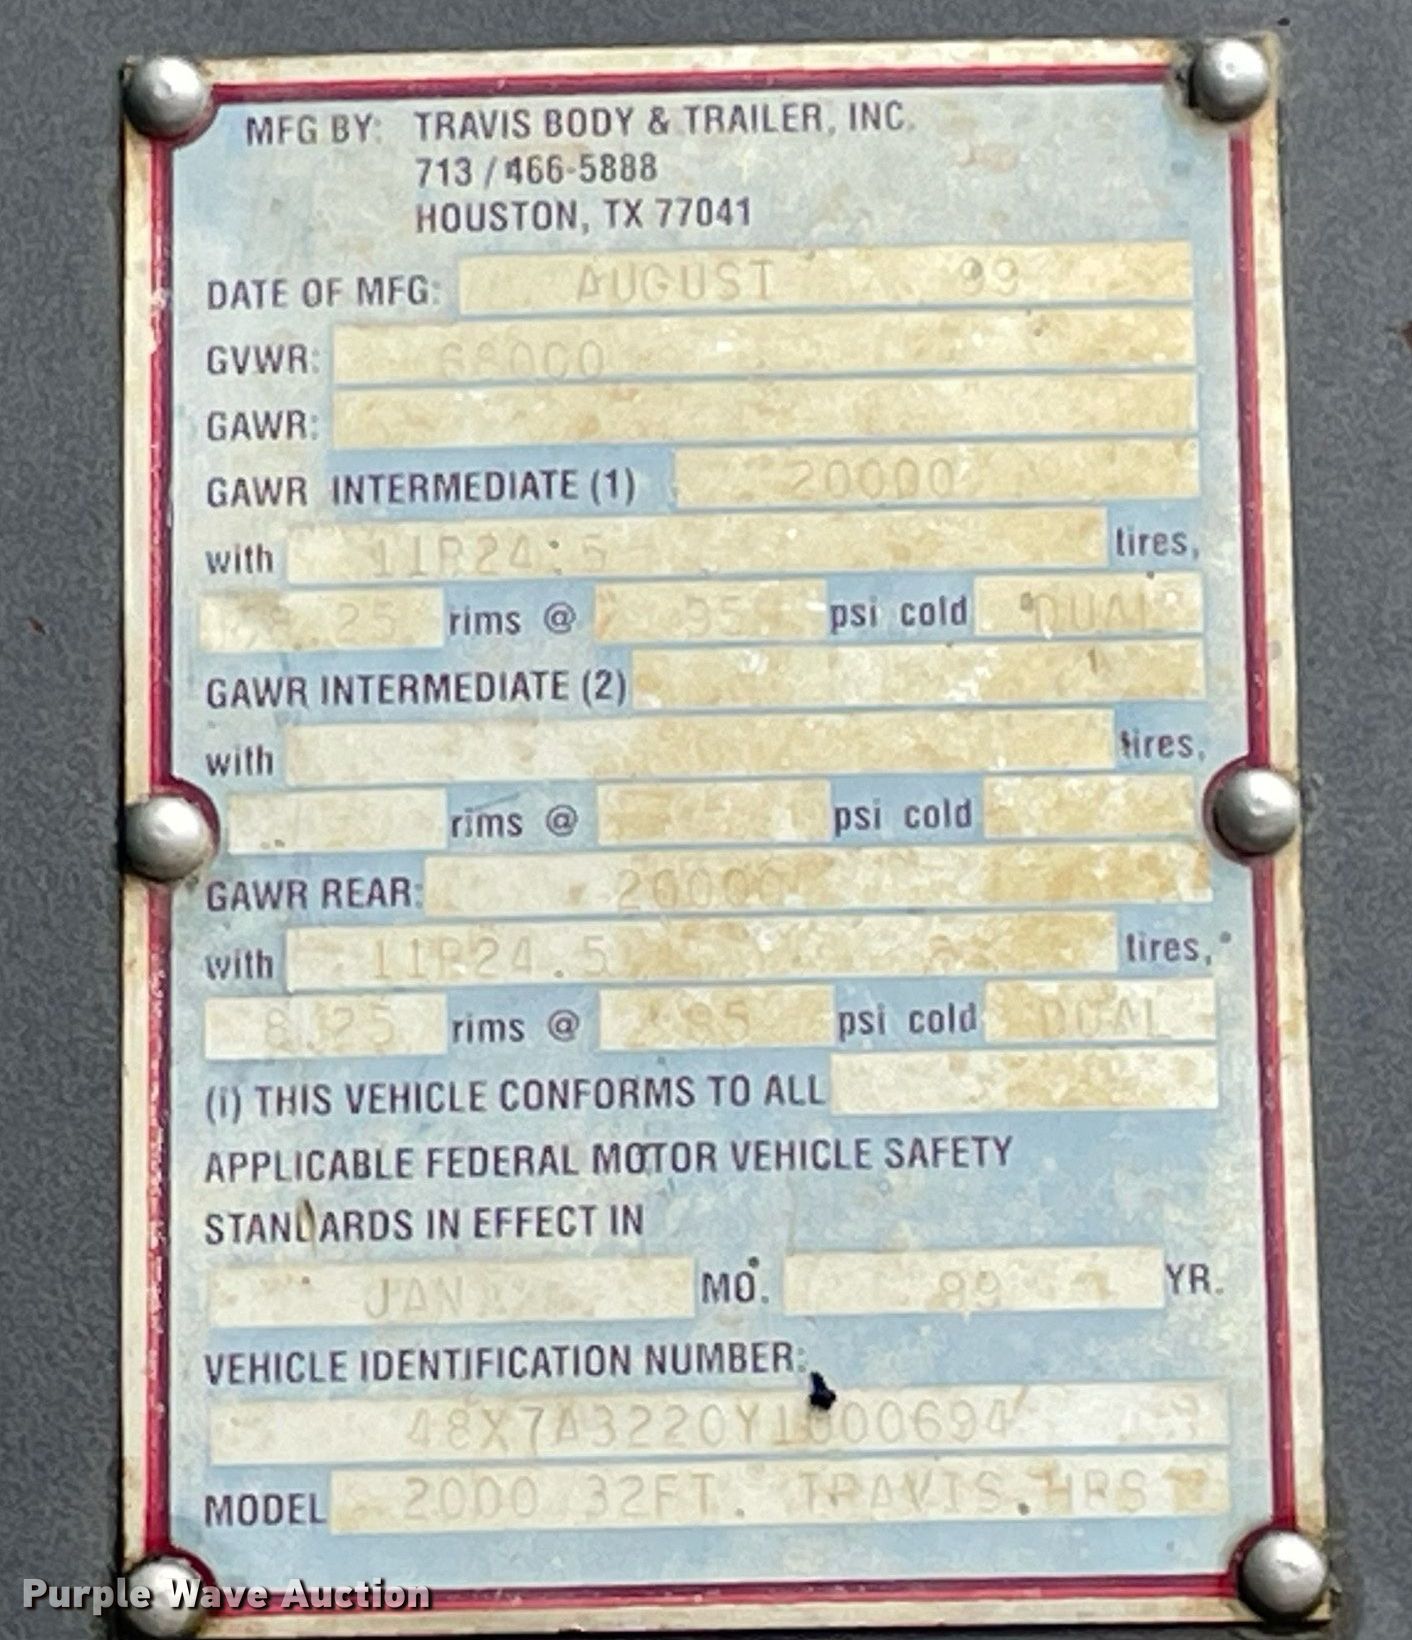 MFG BY: TRAVIS BODY & TRAILER, INC.
713 / 466-5888
HOUSTON, TX 77041
DATE OF MFG: AUGUST 99
GVWR: 68000
GAWR:
GAWR INTERMEDIATE (1) 20000
with 11R24.5 tires,
8.25 rims @ 95 psi cold DUAL
GAWR INTERMEDIATE (2)
with tires,
rims @ psi cold
GAWR REAR: 20000
with 11R24.5 tires,
8.25 rims @ psi cold DUAL
(i) THIS VEHICLE CONFORMS TO ALL
APPLICABLE FEDERAL MOTOR VEHICLE SAFETY
STANDARDS IN EFFECT IN
JAN MO. 99 YR.
VEHICLE IDENTIFICATION NUMBER:
48X7A3220Y1000694
MODEL 2000 32FT. TRAVIS HRS
Purple Wave Auction